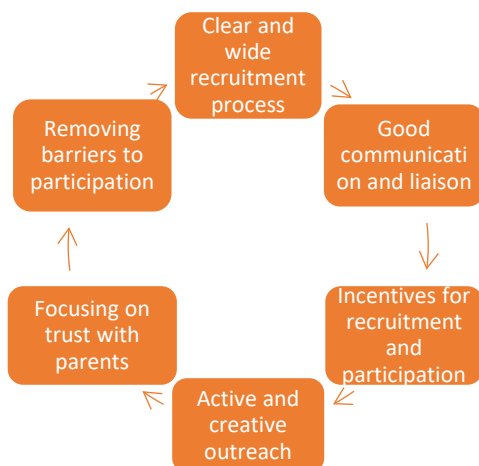 Clear and
wide
recruitment
process
Good
communicati
on and liaison
Incentives for
recruitment
and
participation
Active and
creative
outreach
Focusing on
trust with
parents
Removing
barriers to
participation